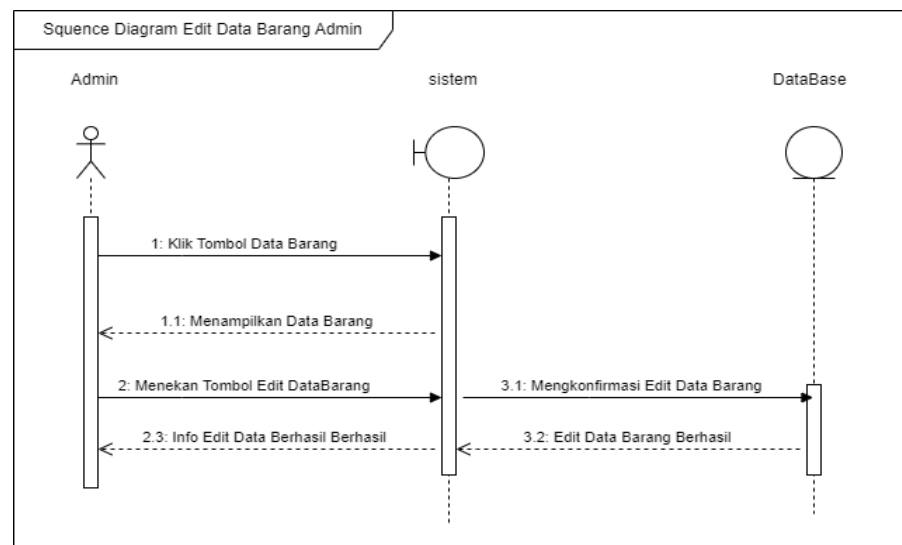 Squence Diagram Edit Data Barang Admin
Admin
sistem
DataBase
1: Klik Tombol Data Barang
1.1: Menampilkan Data Barang
2: Menekan Tombol Edit DataBarang
3.1: Mengkonfirmasi Edit Data Barang
2.3: Info Edit Data Berhasil Berhasil
3.2: Edit Data Barang Berhasil